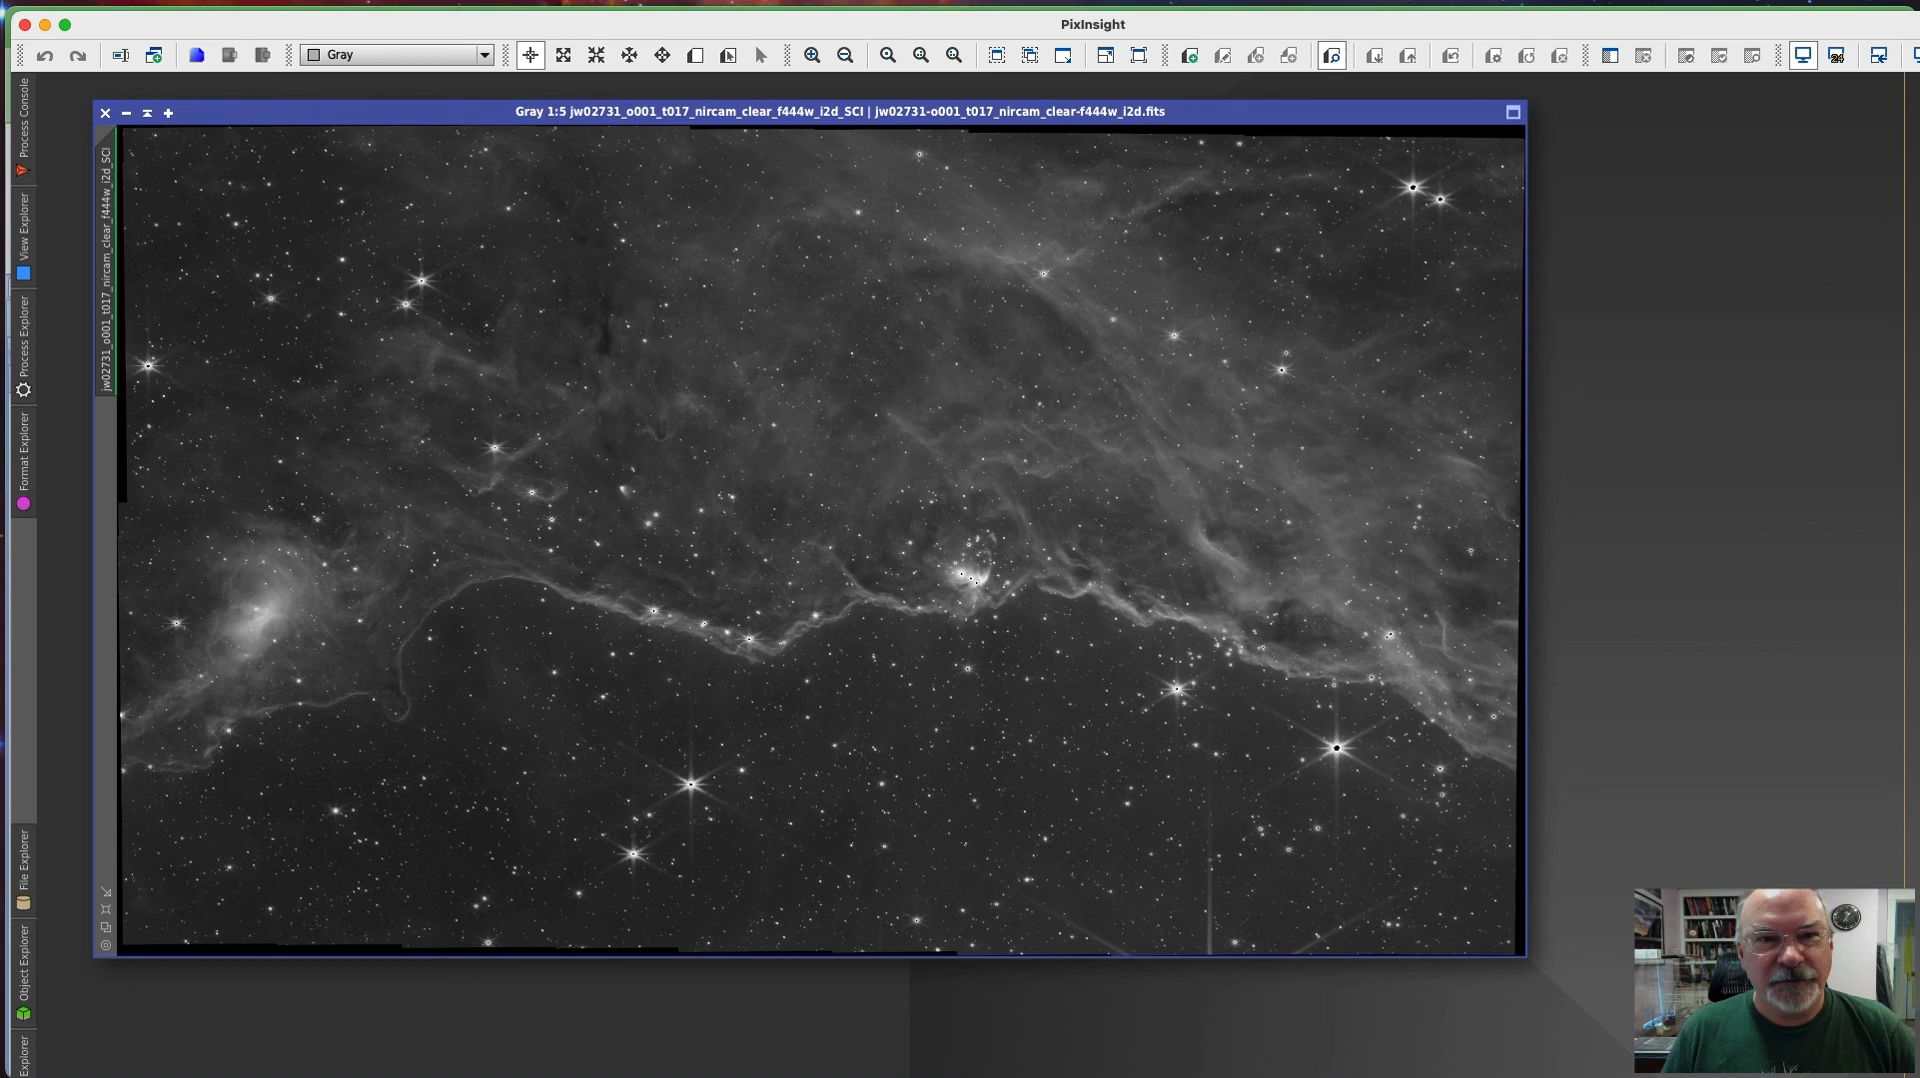 PixInsight
Gray
24
Gray 1:5 jw02731_o001_t017_nircam_clear_f444w_i2d_SCI | jw02731-o001_t017_nircam_clear-f444w_i2d.fits
jw02731_o001_t017_nircam_clear_f444w_i2d_SCI
Process Console
View Explorer
Process Explorer
Format Explorer
File Explorer
Object Explorer
Explorer